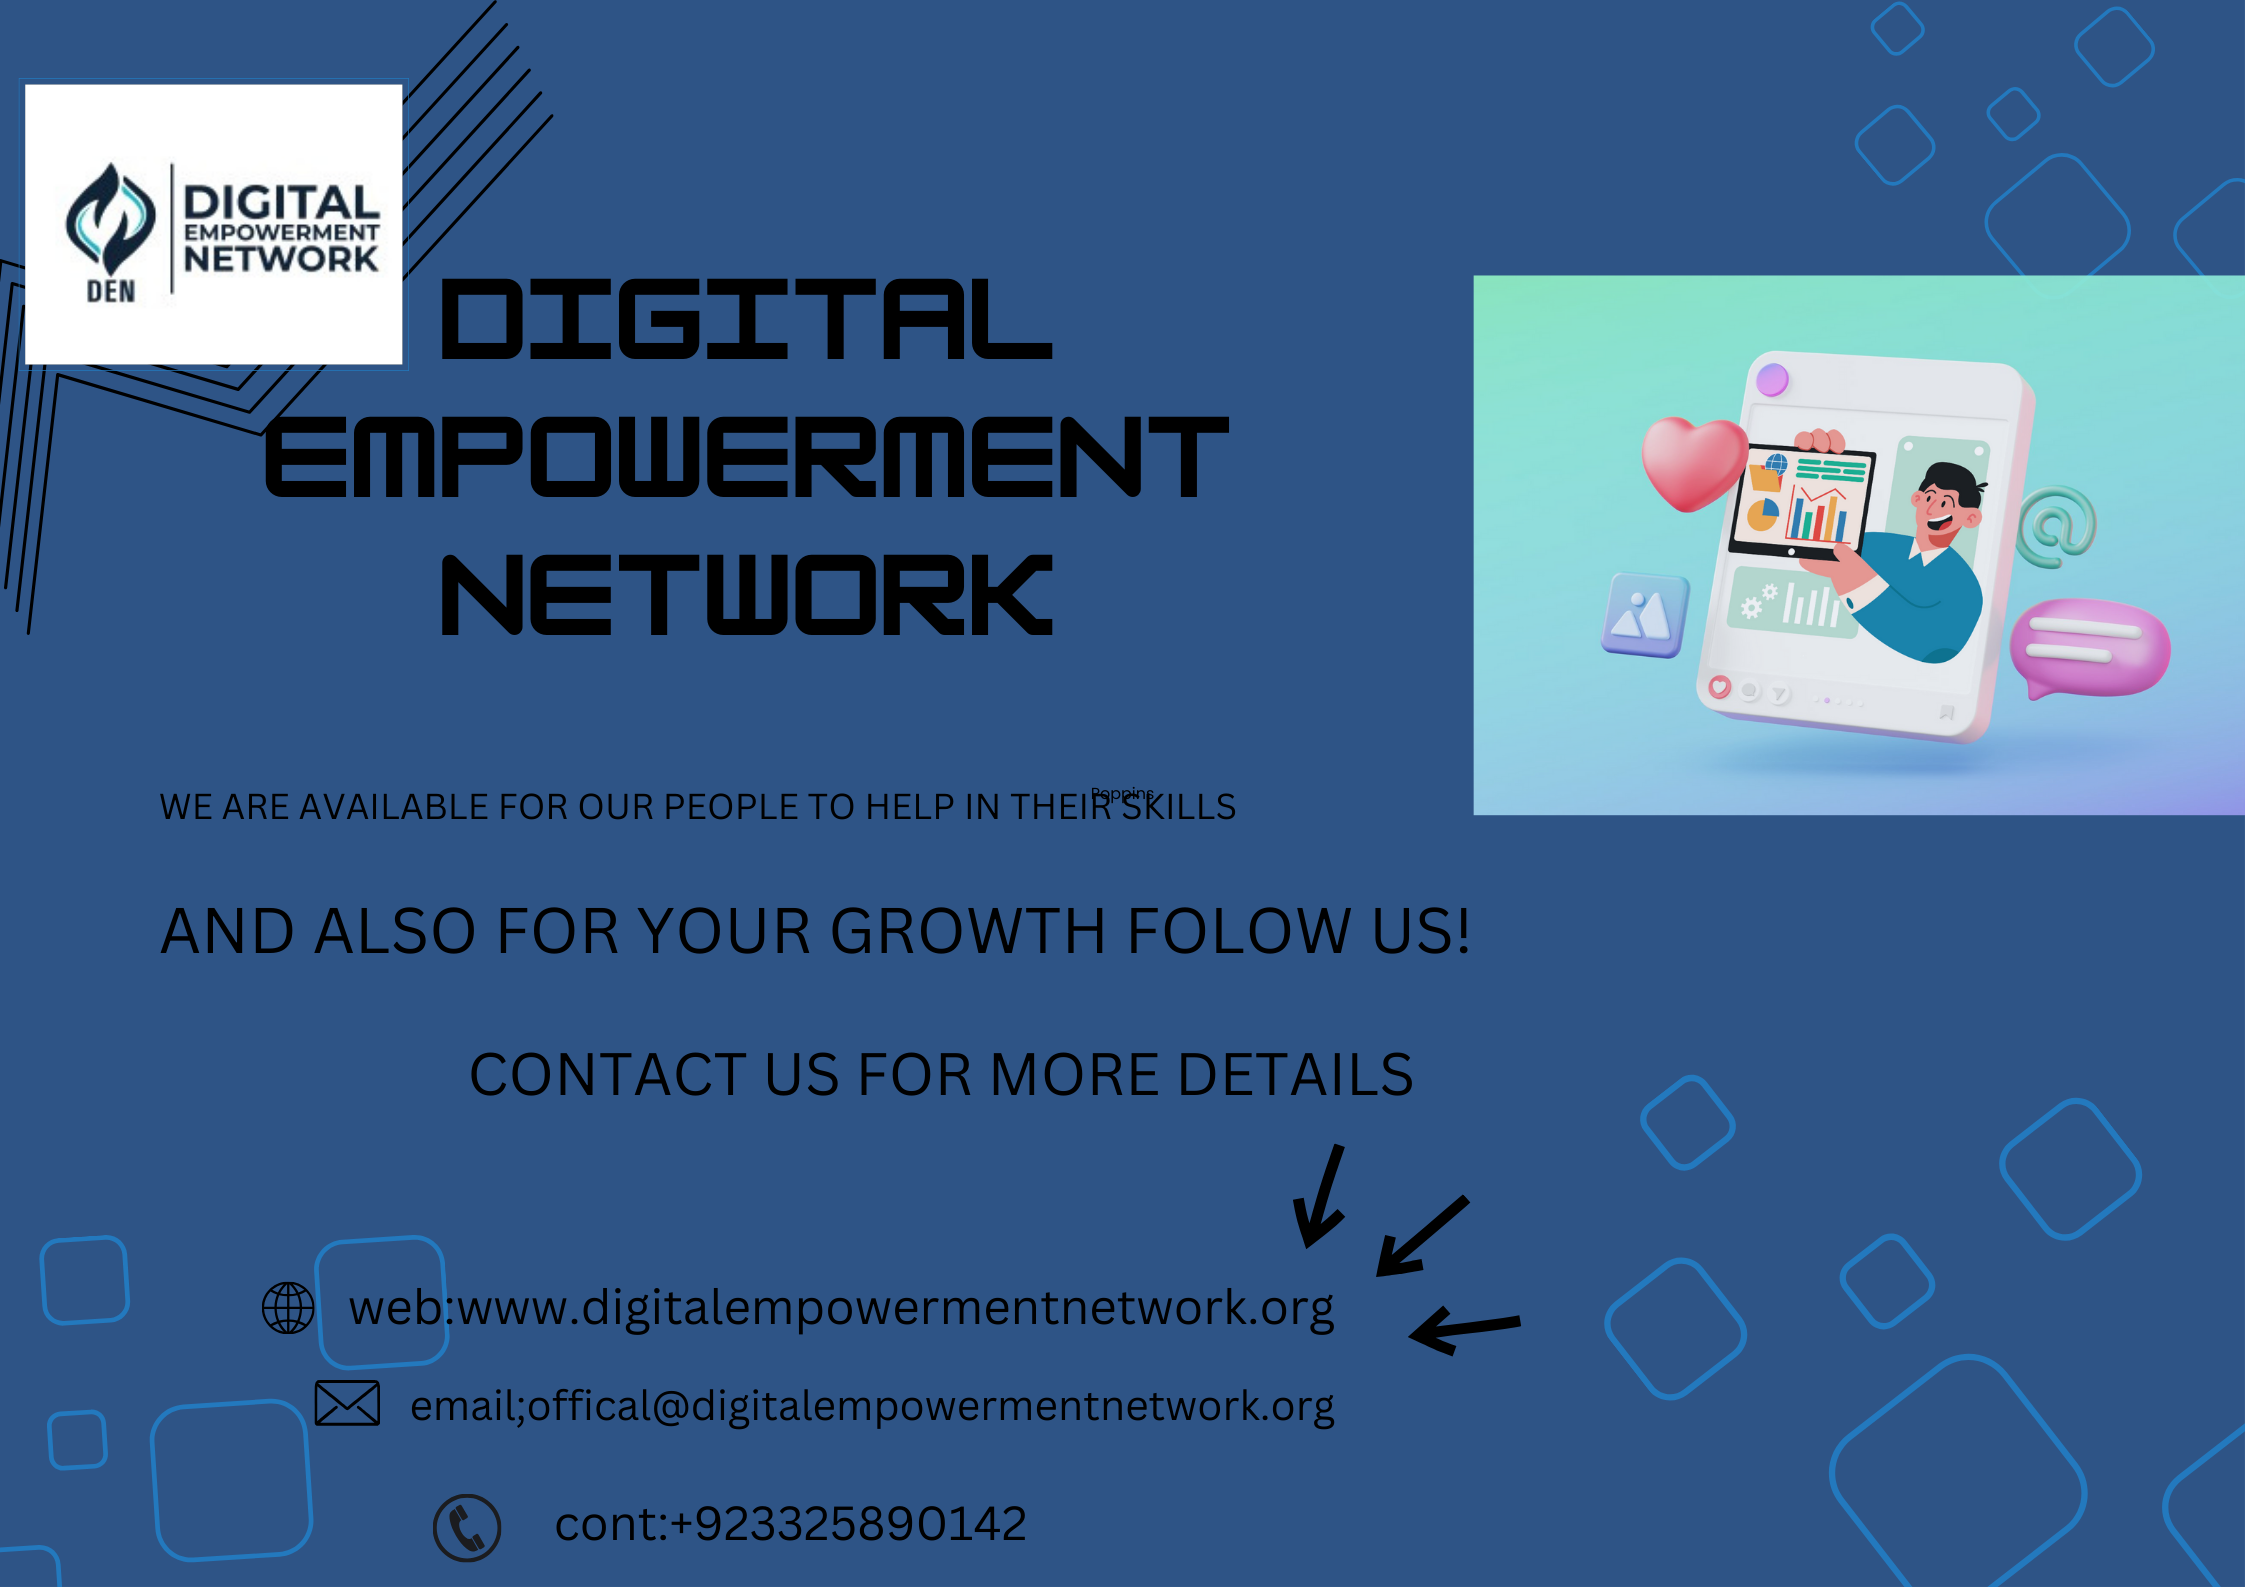 DIGITAL
EMPOWERMENT
NETWORK
DEN
DIGITAL
EMPOWERMENT
NETWORK
WE ARE AVAILABLE FOR OUR PEOPLE TO HELP IN THEIR SKILLS
Poppins
AND ALSO FOR YOUR GROWTH FOLOW US!
CONTACT US FOR MORE DETAILS
web:www.digitalempowermentnetwork.org
email;offical@digitalempowermentnetwork.org
cont:+923325890142